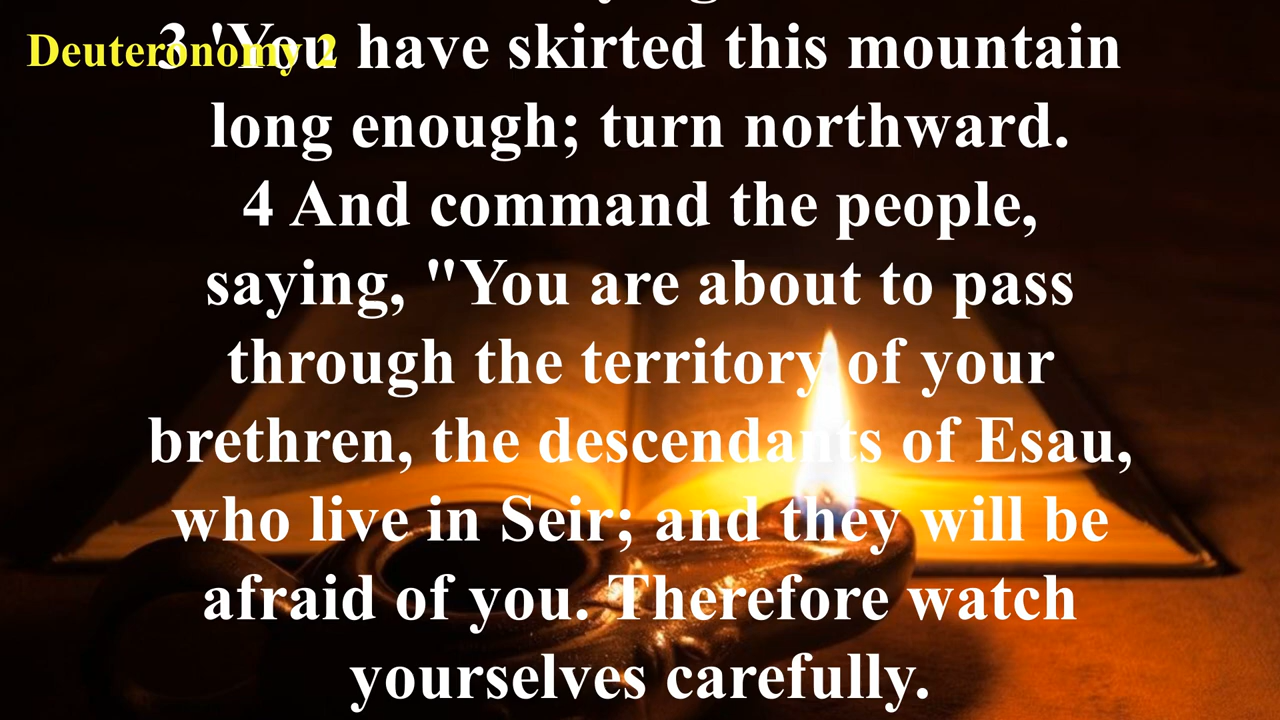 Deuteronomy 2
3 'You have skirted this mountain
long enough; turn northward.
4 And command the people,
saying, "You are about to pass
through the territory of your
brethren, the descendants of Esau,
who live in Seir; and they will be
afraid of you. Therefore watch
yourselves carefully.